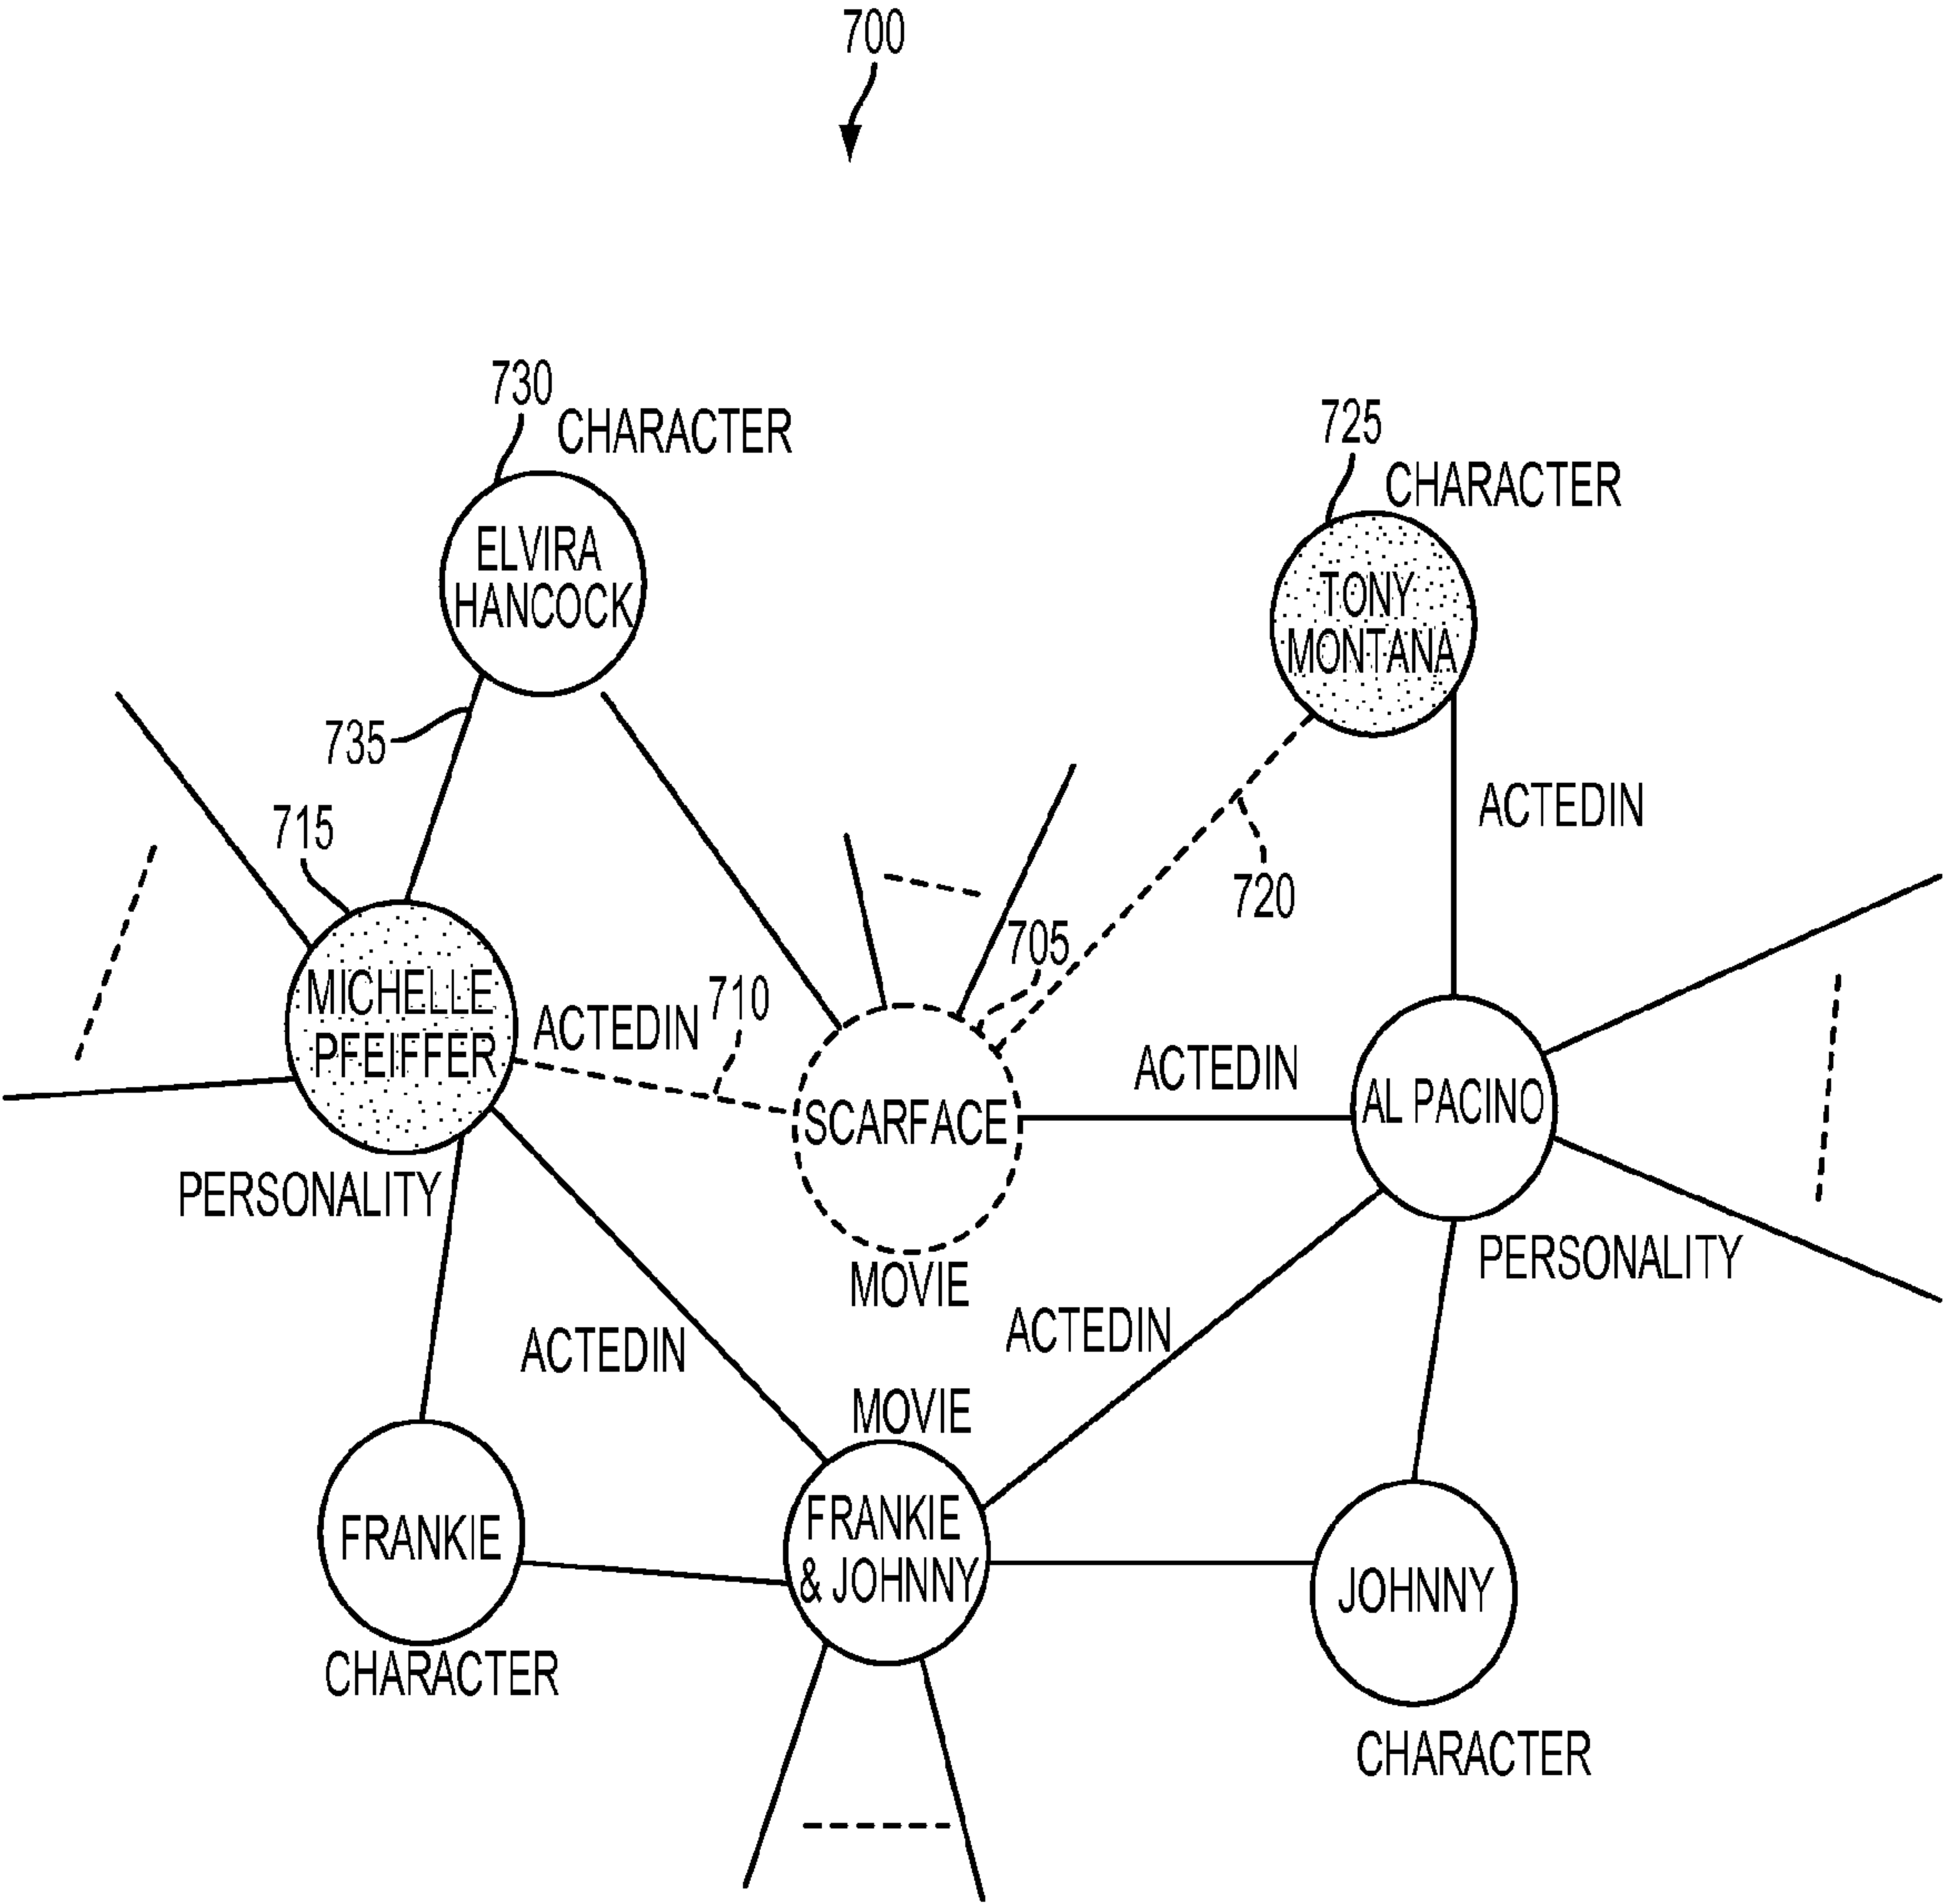 700
730
CHARACTER
725
CHARACTER
ELVIRA
HANCOCK
TONY
MONTANA
735
715
ACTEDIN
720
705
MICHELLE
PFEIFFER
ACTEDIN
710
ACTEDIN
AL PACINO
SCARFACE
PERSONALITY
MOVIE
PERSONALITY
ACTEDIN
ACTEDIN
MOVIE
FRANKIE
FRANKIE
& JOHNNY
JOHNNY
CHARACTER
CHARACTER